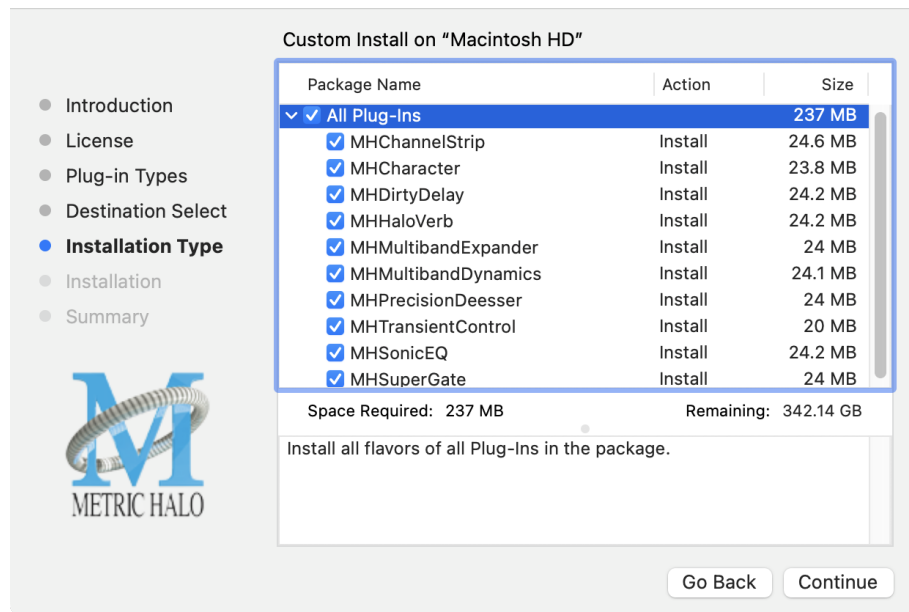 Custom Install on “Macintosh HD”
Introduction
License
Plug-in Types
Destination Select
Installation Type
Installation
Summary
METRIC HALO
Package Name Action Size
All Plug-Ins 237 MB
MHChannelStrip Install 24.6 MB
MHCharacter Install 23.8 MB
MHDirtyDelay Install 24.2 MB
MHHaloVerb Install 24.2 MB
MHMultibandExpander Install 24 MB
MHMultibandDynamics Install 24.1 MB
MHPrecisionDeesser Install 24 MB
MHTransientControl Install 20 MB
MHSonicEQ Install 24.2 MB
MHSuperGate Install 24 MB
Space Required: 237 MB Remaining: 342.14 GB
Install all flavors of all Plug-Ins in the package.
Go Back Continue